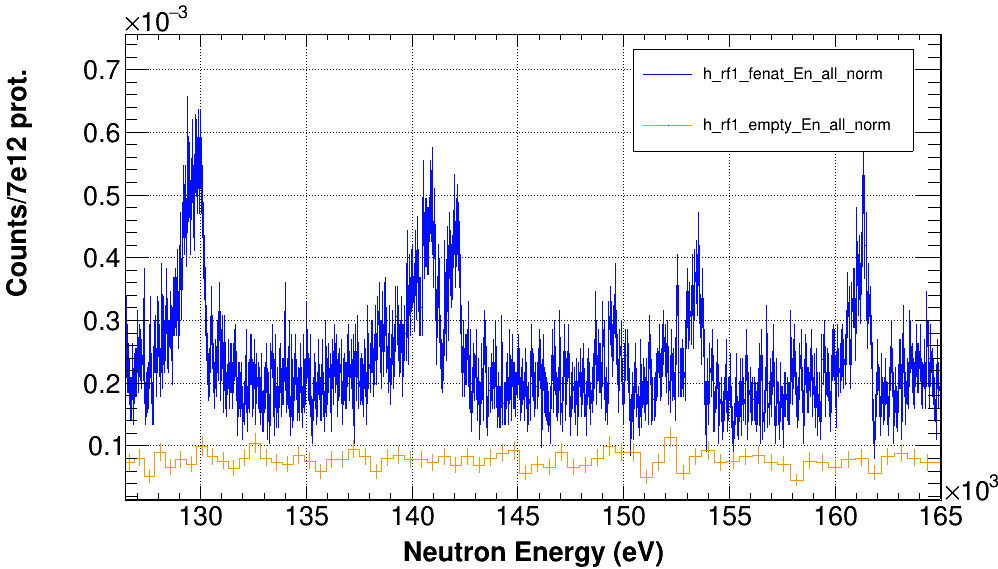 ×10⁻³
Counts/7e12 prot.
0.7
0.6
0.5
0.4
0.3
0.2
0.1
h_rf1_fenat_En_all_norm
h_rf1_empty_En_all_norm
130 135 140 145 150 155 160 165
×10³
Neutron Energy (eV)